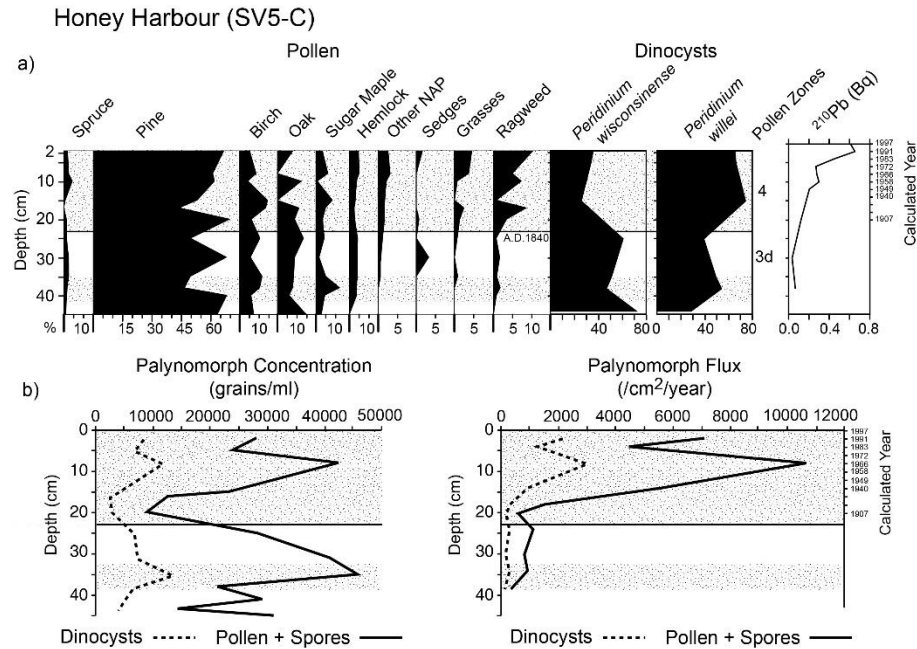 Honey Harbour (SV5-C)
Pollen
Dinocysts
a)
Spruce
Pine
Birch
Oak
Sugar Maple
Hemlock
Other NAP
Sedges
Grasses
Ragweed
Peridinium
wisconsinense
Peridinium
willei
Pollen Zones
210Pb (Bq)
Calculated Year
Depth (cm)
2
10
20
30
40
A.D.1840
4
3d
1997
1991
1983
1972
1966
1958
1949
1940
1907
% 10 15 30 45 60 10 10 10 10 5 5 5 5 10 40 80 40 80 0.0 0.4 0.8
b)
Palynomorph Concentration
(grains/ml)
0 10000 20000 30000 40000 50000
Depth (cm)
0
10
20
30
40
Dinocysts Pollen + Spores
Palynomorph Flux
(/cm2/year)
0 2000 4000 6000 8000 10000 12000
Depth (cm)
0
10
20
30
40
1997
1991
1983
1972
1966
1958
1949
1940
1907
Calculated Year
Dinocysts Pollen + Spores